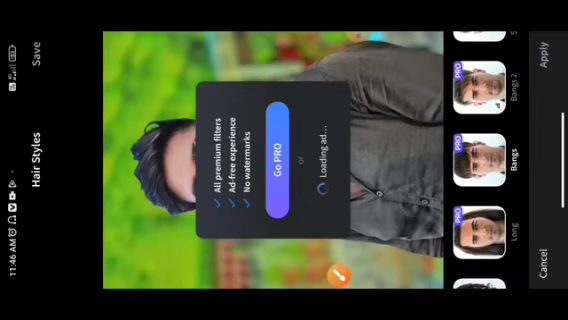 11:46 AM
Hair Styles
Save
All premium filters
Ad-free experience
No watermarks
Go PRO
or
Loading ad...
PRO
Long
PRO
Bangs
PRO
Bangs 2
Cancel
Apply